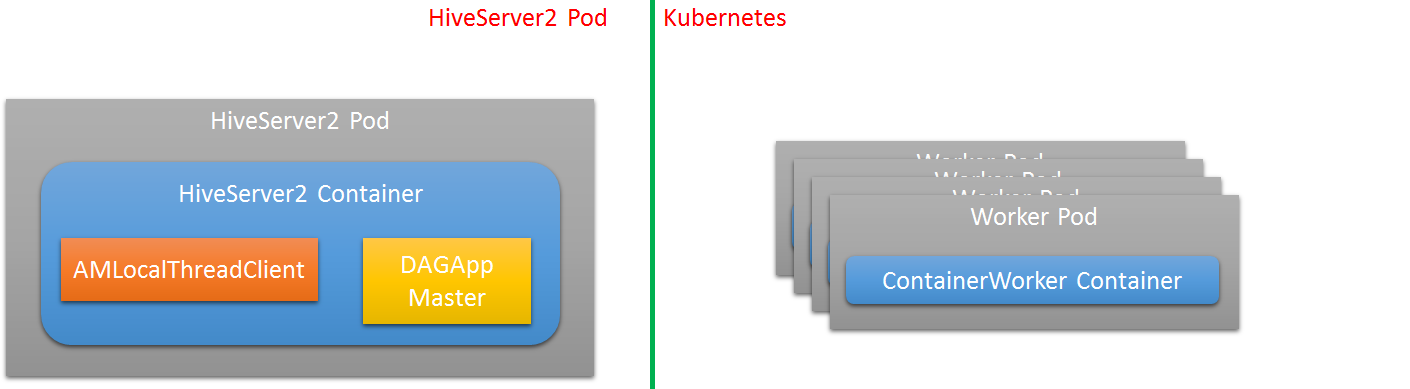 HiveServer2 Pod
Kubernetes
HiveServer2 Pod
HiveServer2 Container
AMLocalThreadClient
DAGApp
Master
Worker Pod
Worker Pod
Worker Pod
Worker Pod
ContainerWorker Container